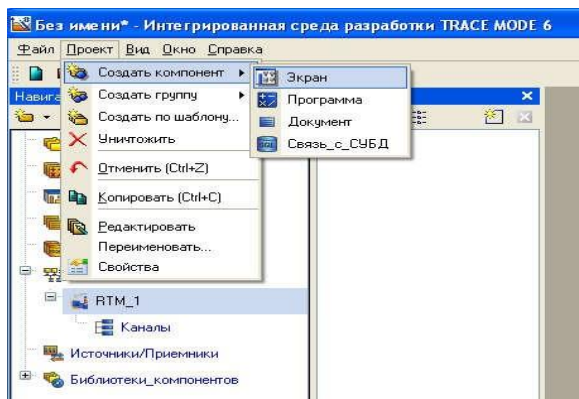 Без имени* - Интегрированная среда разработки TRACE MODE 6
Файл Проект Вид Окно Справка
Создать компонент
Экран
Создать группу
Программа
Создать по шаблону...
Документ
Уничтожить
Связь_с_СУБД
Отменить (Ctrl+Z)
Копировать (Ctrl+C)
Редактировать
Переименовать...
Свойства
RTM_1
Каналы
Источники/Приемники
Библиотеки_компонентов